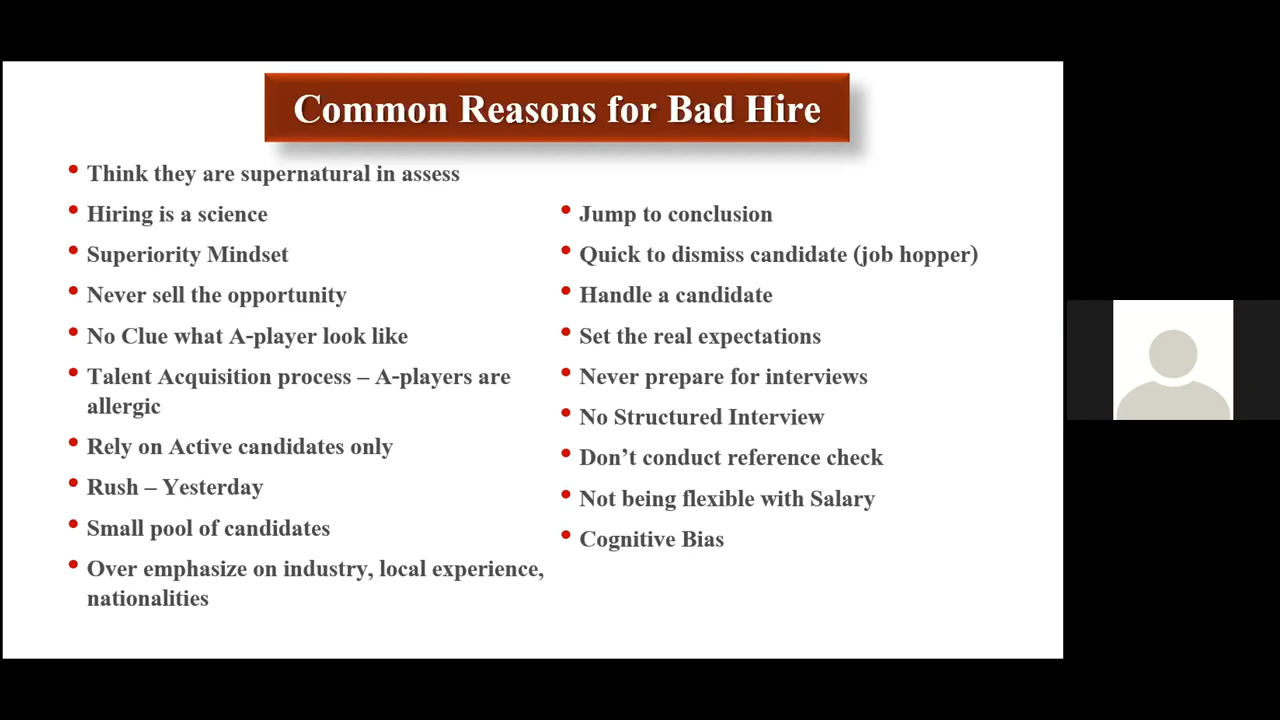 Common Reasons for Bad Hire
Think they are supernatural in assess
Hiring is a science
Superiority Mindset
Never sell the opportunity
No Clue what A-player look like
Talent Acquisition process – A-players are
allergic
Rely on Active candidates only
Rush – Yesterday
Small pool of candidates
Over emphasize on industry, local experience,
nationalities
Jump to conclusion
Quick to dismiss candidate (job hopper)
Handle a candidate
Set the real expectations
Never prepare for interviews
No Structured Interview
Don’t conduct reference check
Not being flexible with Salary
Cognitive Bias